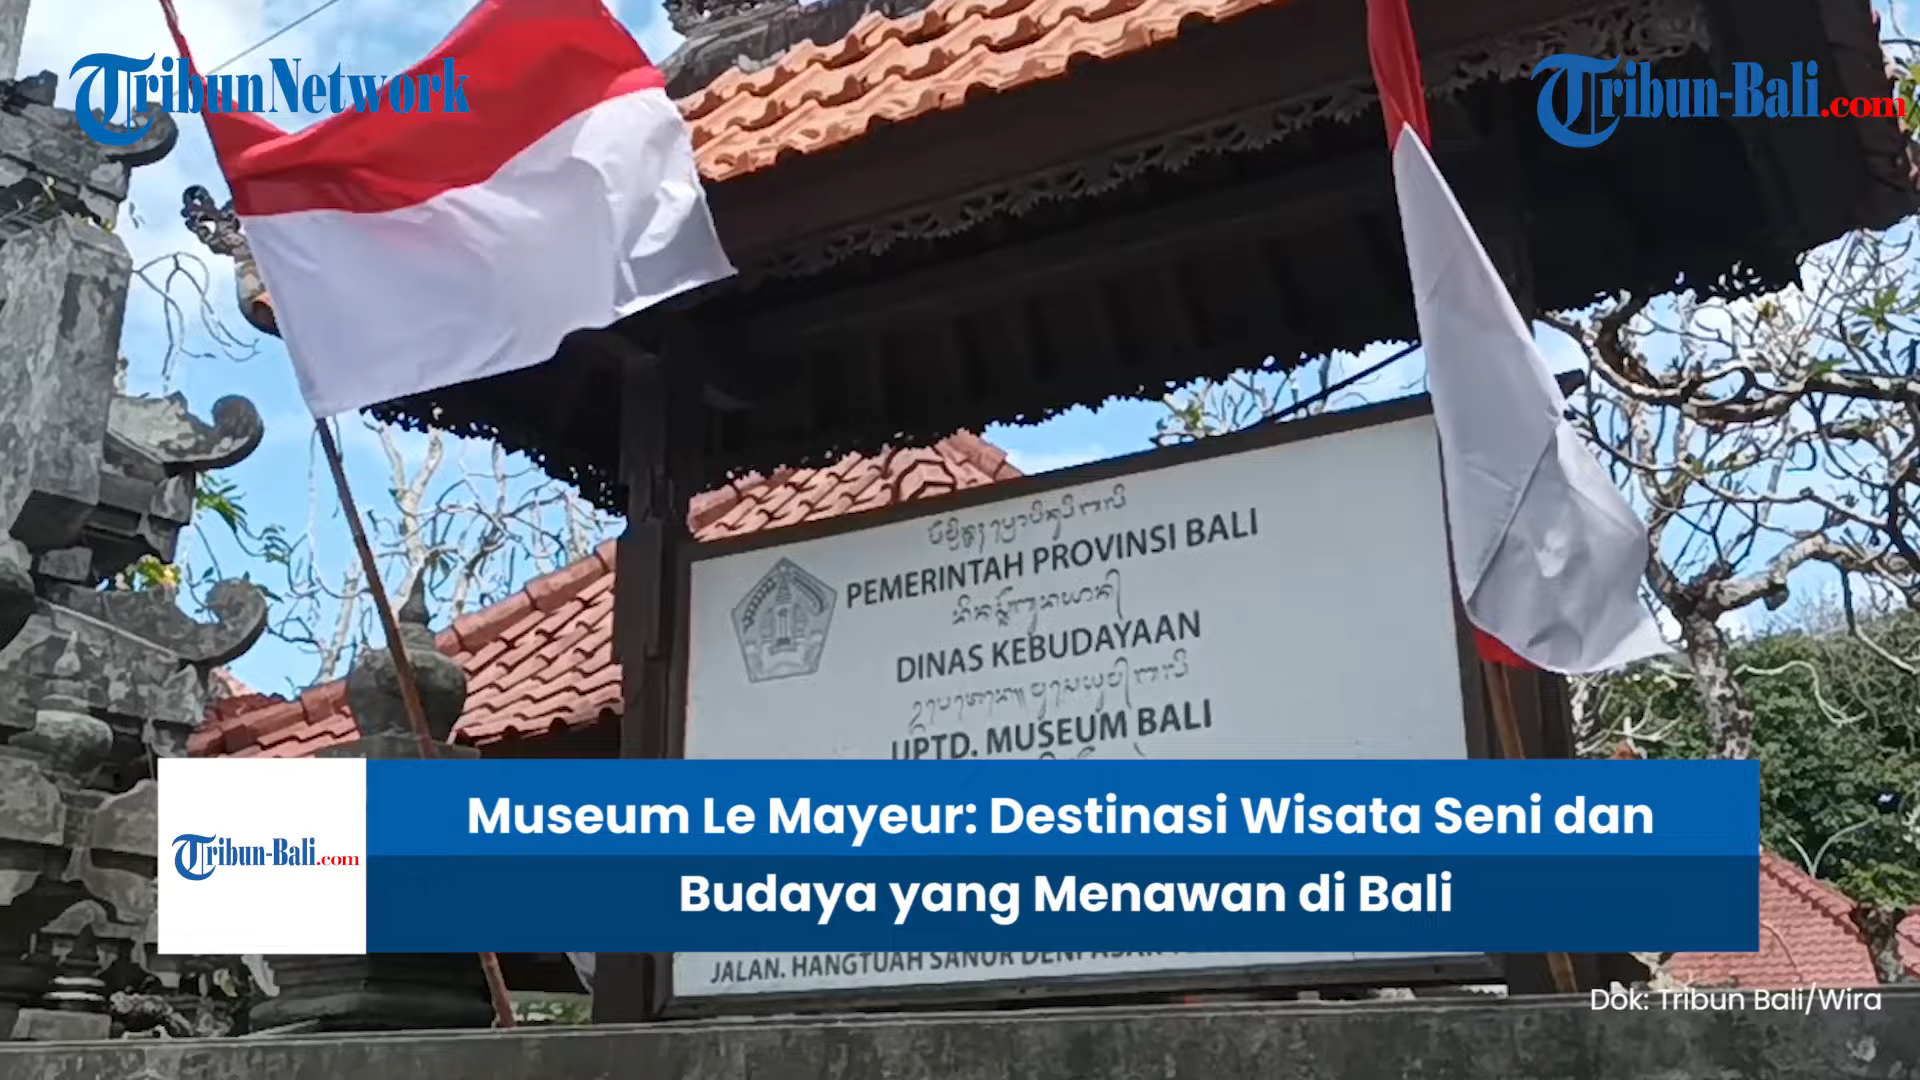 TribunNetwork
Tribun-Bali.com
PEMERINTAH PROVINSI BALI
DINAS KEBUDAYAAN
UPTD. MUSEUM BALI
Museum Le Mayeur: Destinasi Wisata Seni dan
Tribun-Bali.com
Budaya yang Menawan di Bali
JALAN. HANGTUAH SANUR DENPASAR
Dok: Tribun Bali/Wira